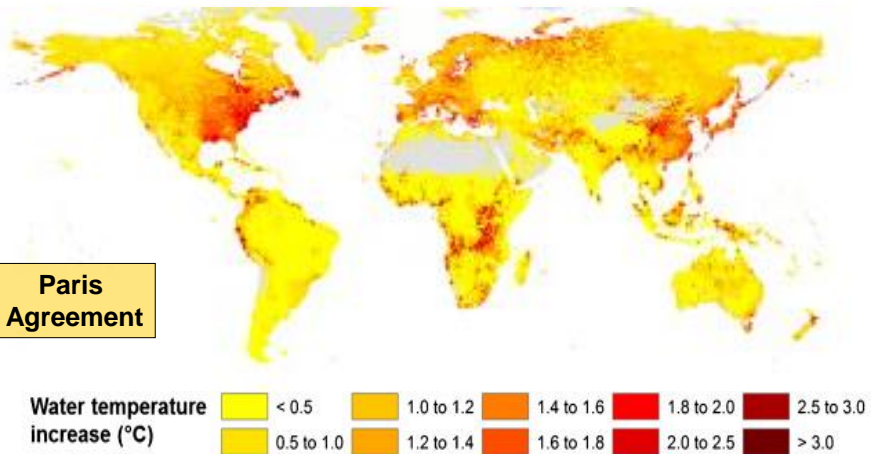 Paris
Agreement
Water temperature
increase (°C)
< 0.5
1.0 to 1.2
1.4 to 1.6
1.8 to 2.0
2.5 to 3.0
0.5 to 1.0
1.2 to 1.4
1.6 to 1.8
2.0 to 2.5
> 3.0